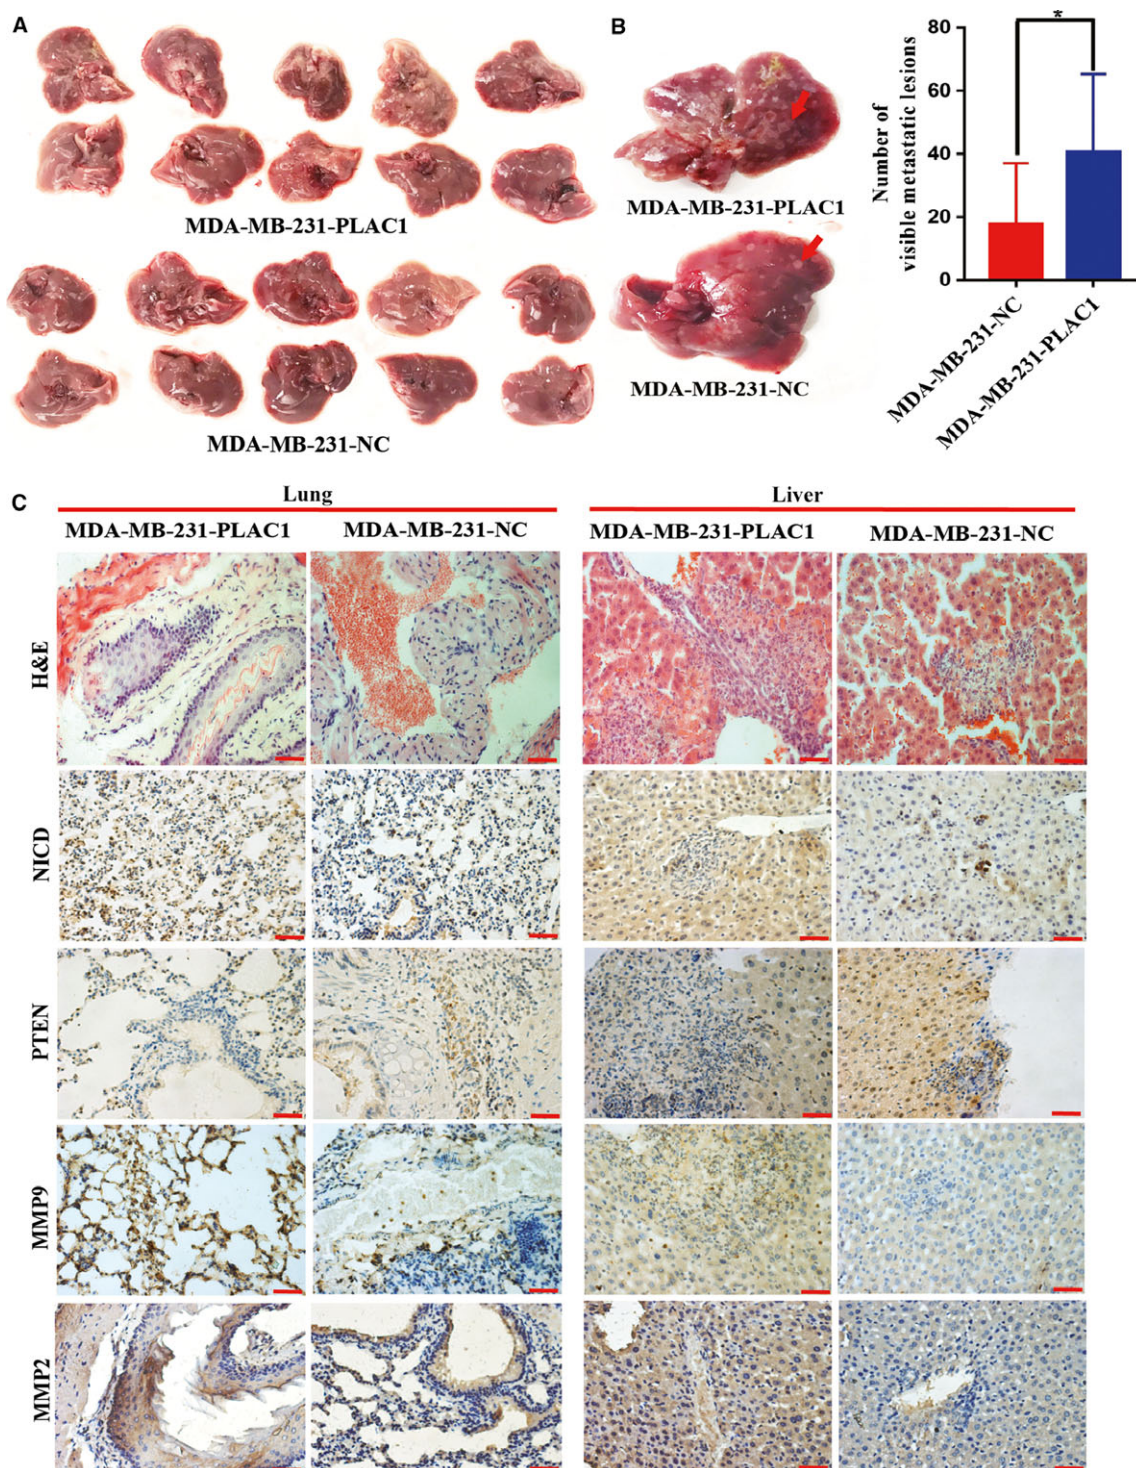 A
MDA-MB-231-PLAC1
MDA-MB-231-NC
B
MDA-MB-231-PLAC1
MDA-MB-231-NC
Number of
visible metastatic lesions
80
60
40
20
0
*
MDA-MB-231-NC
MDA-MB-231-PLAC1
C
Lung
Liver
MDA-MB-231-PLAC1
MDA-MB-231-NC
MDA-MB-231-PLAC1
MDA-MB-231-NC
H&E
NICD
PTEN
MMP9
MMP2